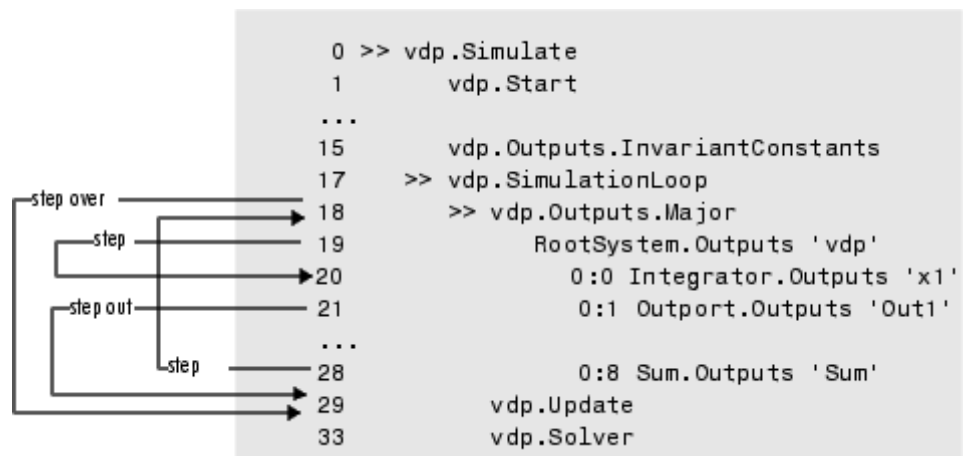 0 >> vdp.Simulate
1 vdp.Start
...
15 vdp.Outputs.InvariantConstants
17 >> vdp.SimulationLoop
step over
18 >> vdp.Outputs.Major
step
19 RootSystem.Outputs 'vdp'
20 0:0 Integrator.Outputs 'x1'
step out
21 0:1 Outport.Outputs 'Out1'
...
step
28 0:8 Sum.Outputs 'Sum'
29 vdp.Update
33 vdp.Solver